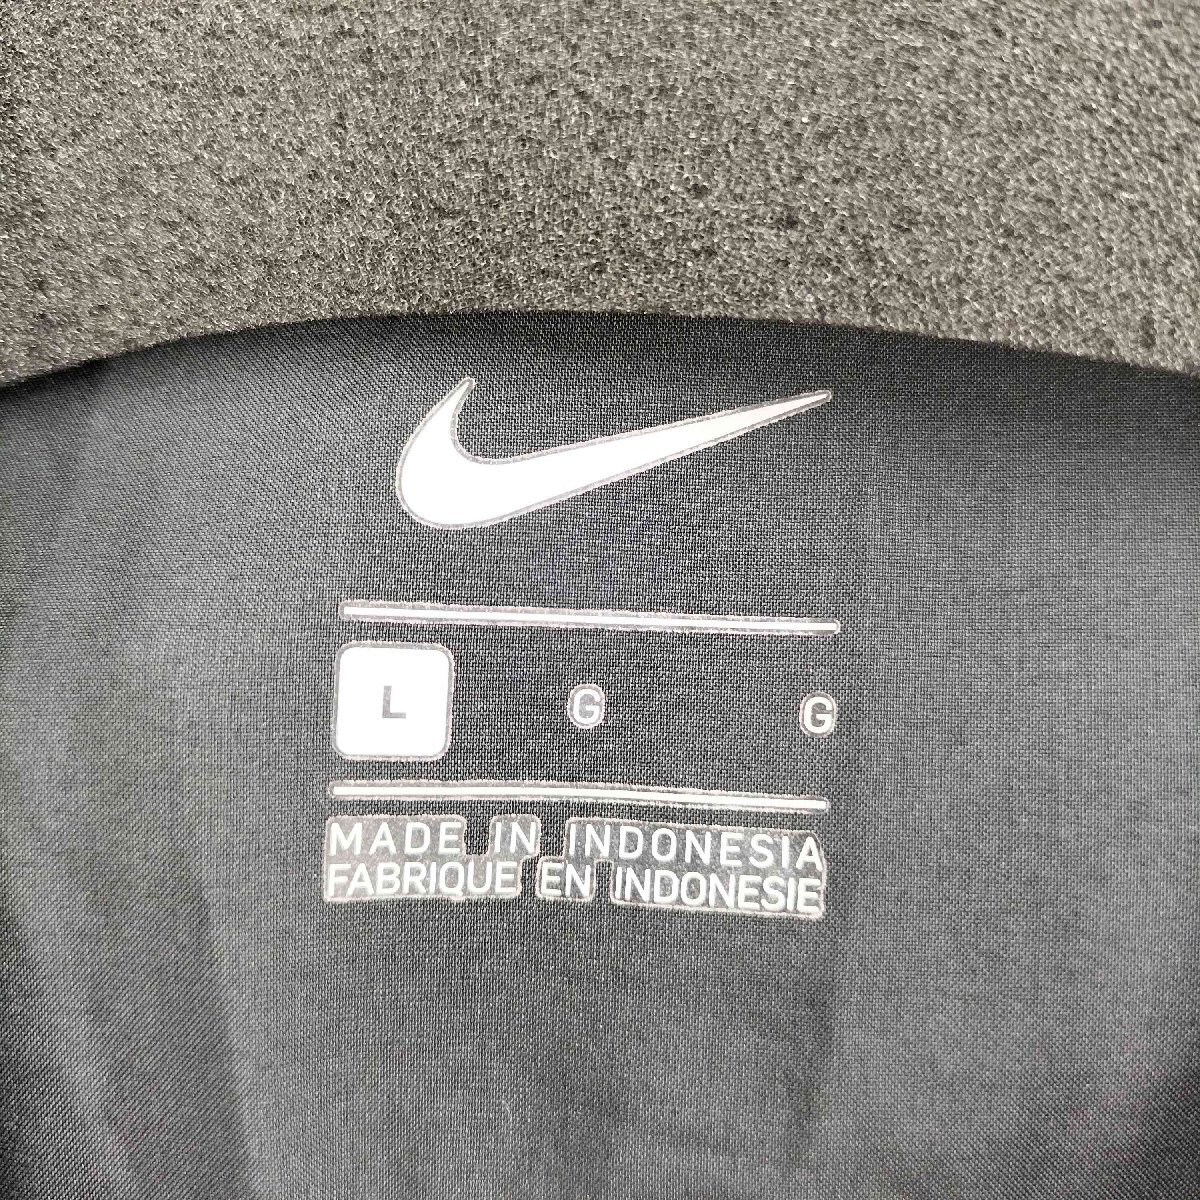 L G G
MADE IN INDONESIA
FABRIQUE EN INDONESIE